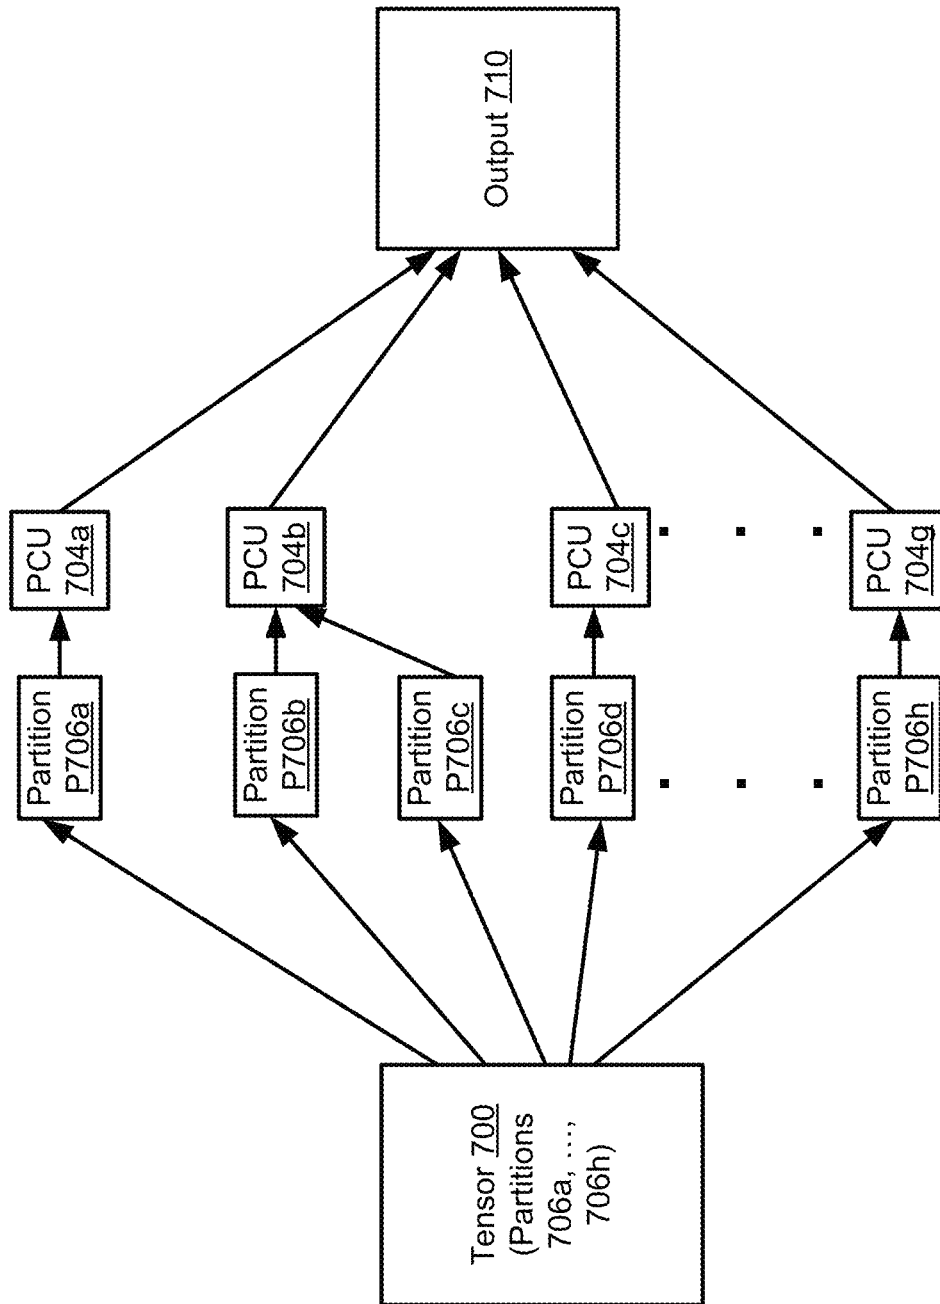 Tensor 700
(Partitions
706a, ...,
706h)
Partition
P706a
Partition
P706b
Partition
P706c
Partition
P706d
Partition
P706h
PCU
704a
PCU
704b
PCU
704c
PCU
704g
Output 710